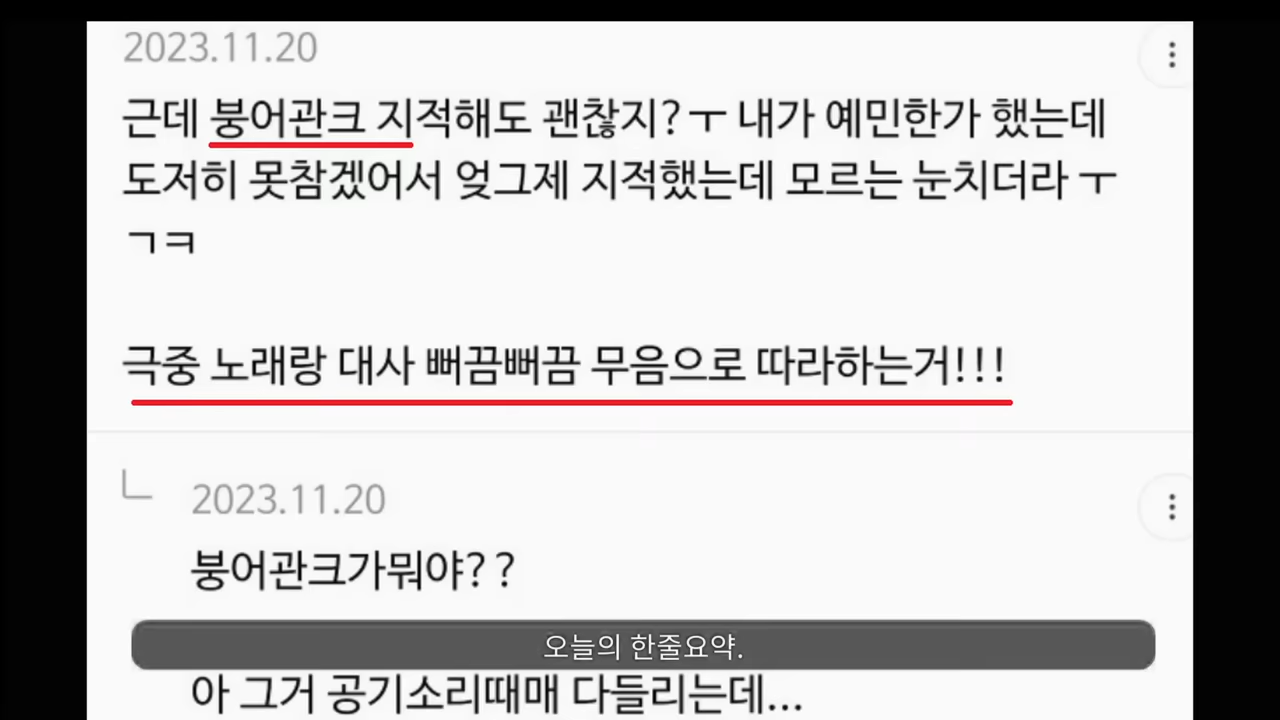 2023.11.20
근데 붕어관크 지적해도 괜찮지?ㅜ 내가 예민한가 했는데
도저히 못참겠어서 엊그제 지적했는데 모르는 눈치더라 ㅜ
ㄱㅋ
극중 노래랑 대사 뻐끔뻐끔 무음으로 따라하는거!!!
2023.11.20
붕어관크가뭐야??
오늘의 한줄요약.
아 그거 공기소리때매 다들리는데...